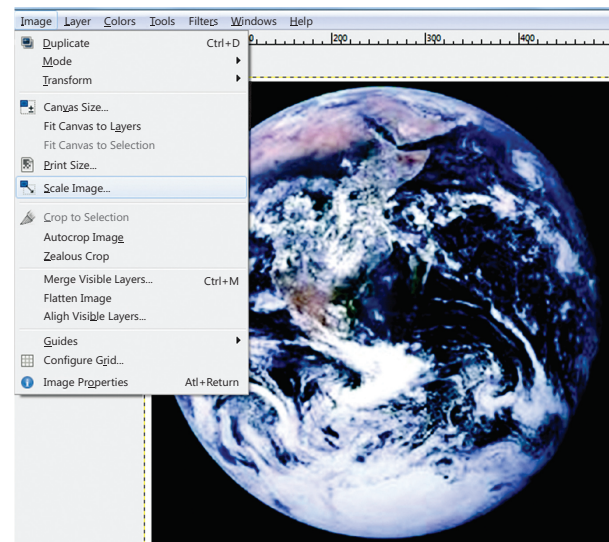 Image Layer Colors Tools Filters Windows Help
200 300 400
Duplicate Ctrl+D
Mode
Transform
Canvas Size...
Fit Canvas to Layers
Fit Canvas to Selection
Print Size...
Scale Image...
Crop to Selection
Autocrop Image
Zealous Crop
Merge Visible Layers... Ctrl+M
Flatten Image
Aligh Visible Layers...
Guides
Configure Grid...
Image Properties Atl+Return